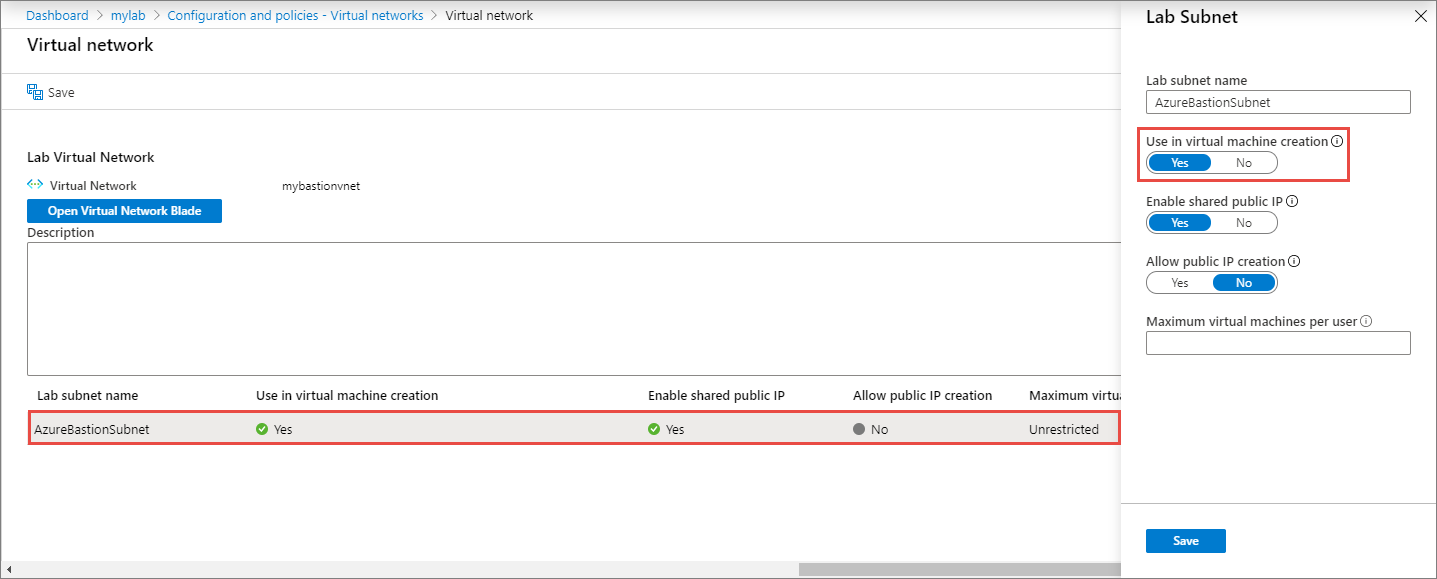 Dashboard > mylab > Configuration and policies - Virtual networks > Virtual network
Virtual network
Save
Lab Virtual Network
Virtual Network mybastionvnet
Open Virtual Network Blade
Description
Lab subnet name Use in virtual machine creation Enable shared public IP Allow public IP creation Maximum virtu
AzureBastionSubnet Yes Yes No Unrestricted
Lab Subnet
Lab subnet name
AzureBastionSubnet
Use in virtual machine creation
Yes No
Enable shared public IP
Yes No
Allow public IP creation
Yes No
Maximum virtual machines per user
Save